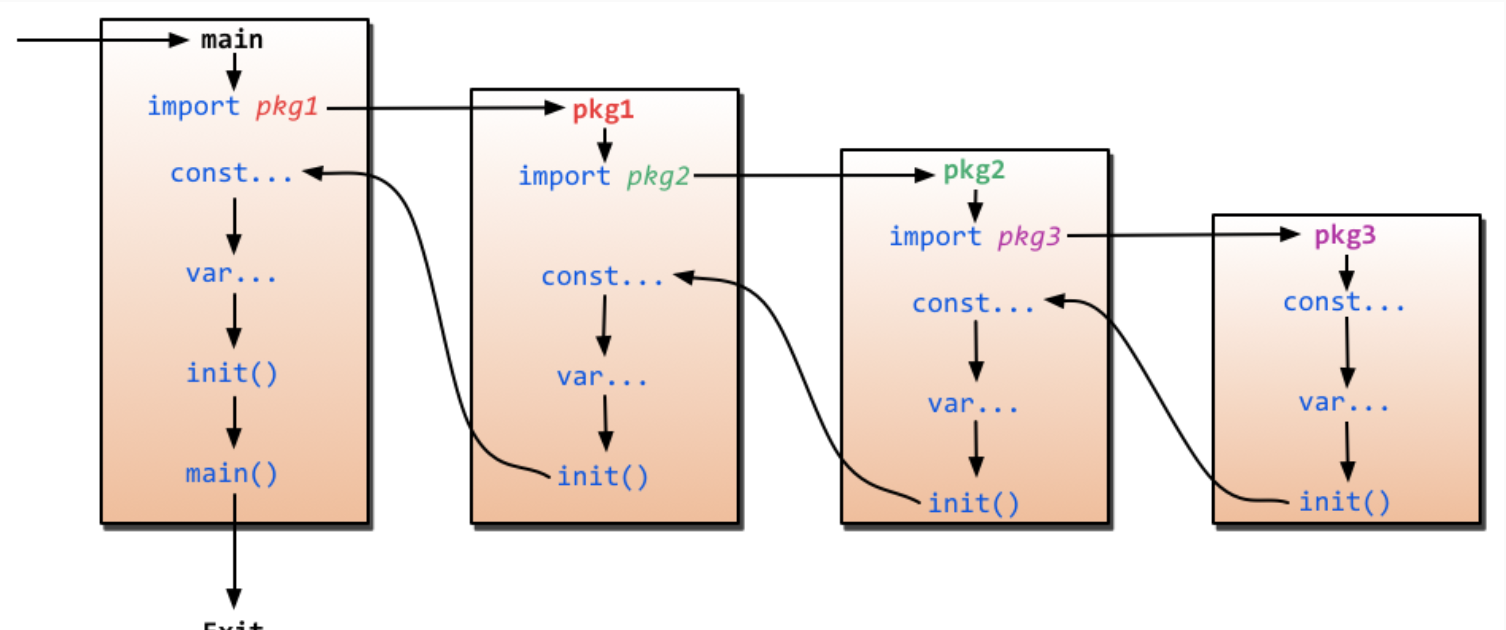 main
import pkg1
const...
var...
init()
main()
Exit
pkg1
import pkg2
const...
var...
init()
pkg2
import pkg3
const...
var...
init()
pkg3
const...
var...
init()